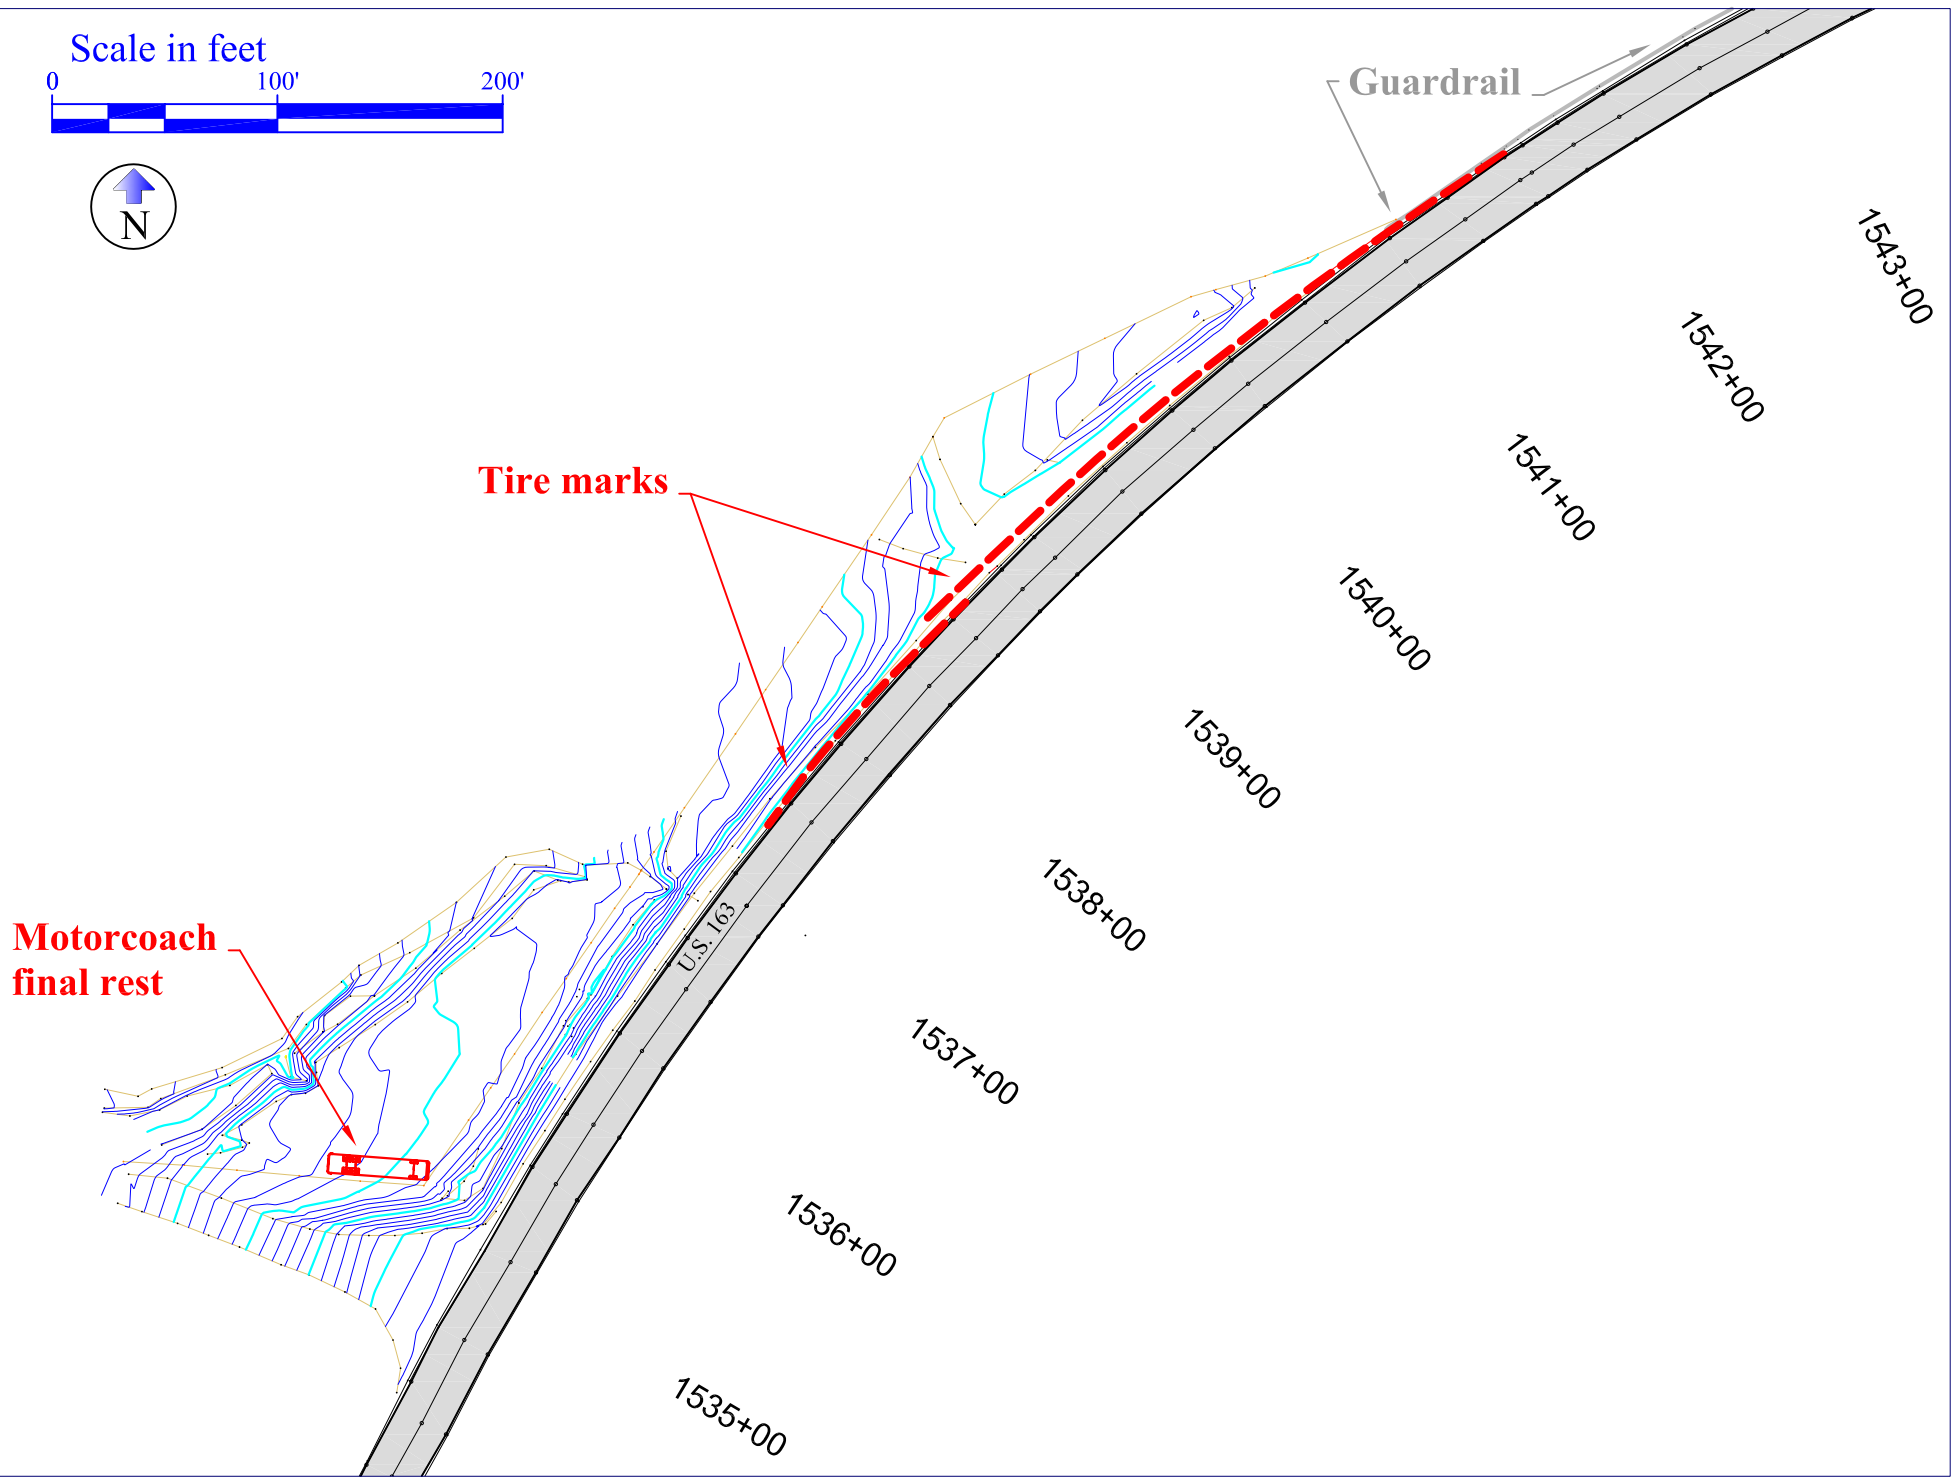 Scale in feet
0 100' 200'
N
Guardrail
Tire marks
Motorcoach
final rest
U.S. 163
1543+00
1542+00
1541+00
1540+00
1539+00
1538+00
1537+00
1536+00
1535+00